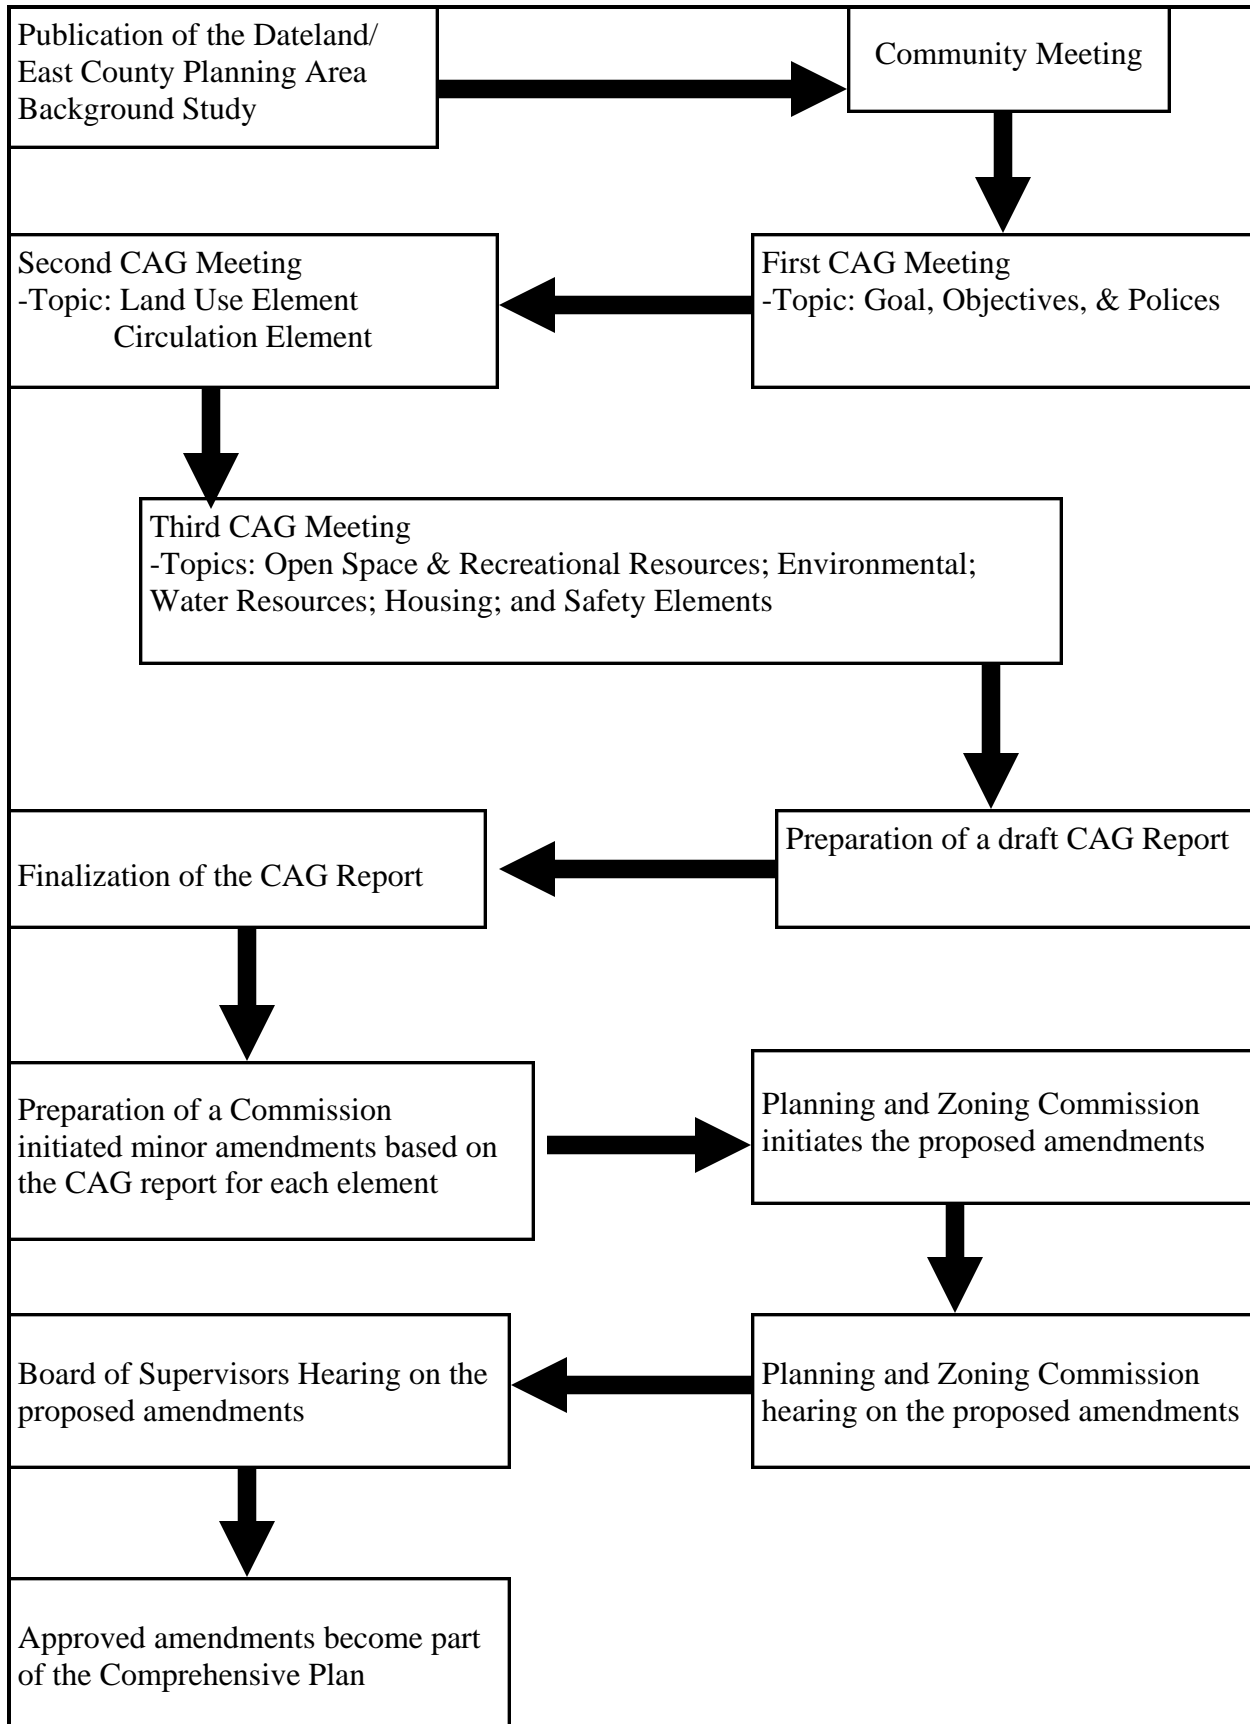 Publication of the Dateland/
East County Planning Area
Background Study
Community Meeting
First CAG Meeting
-Topic: Goal, Objectives, & Polices
Second CAG Meeting
-Topic: Land Use Element
Circulation Element
Third CAG Meeting
-Topics: Open Space & Recreational Resources; Environmental;
Water Resources; Housing; and Safety Elements
Preparation of a draft CAG Report
Finalization of the CAG Report
Preparation of a Commission
initiated minor amendments based on
the CAG report for each element
Planning and Zoning Commission
initiates the proposed amendments
Planning and Zoning Commission
hearing on the proposed amendments
Board of Supervisors Hearing on the
proposed amendments
Approved amendments become part
of the Comprehensive Plan